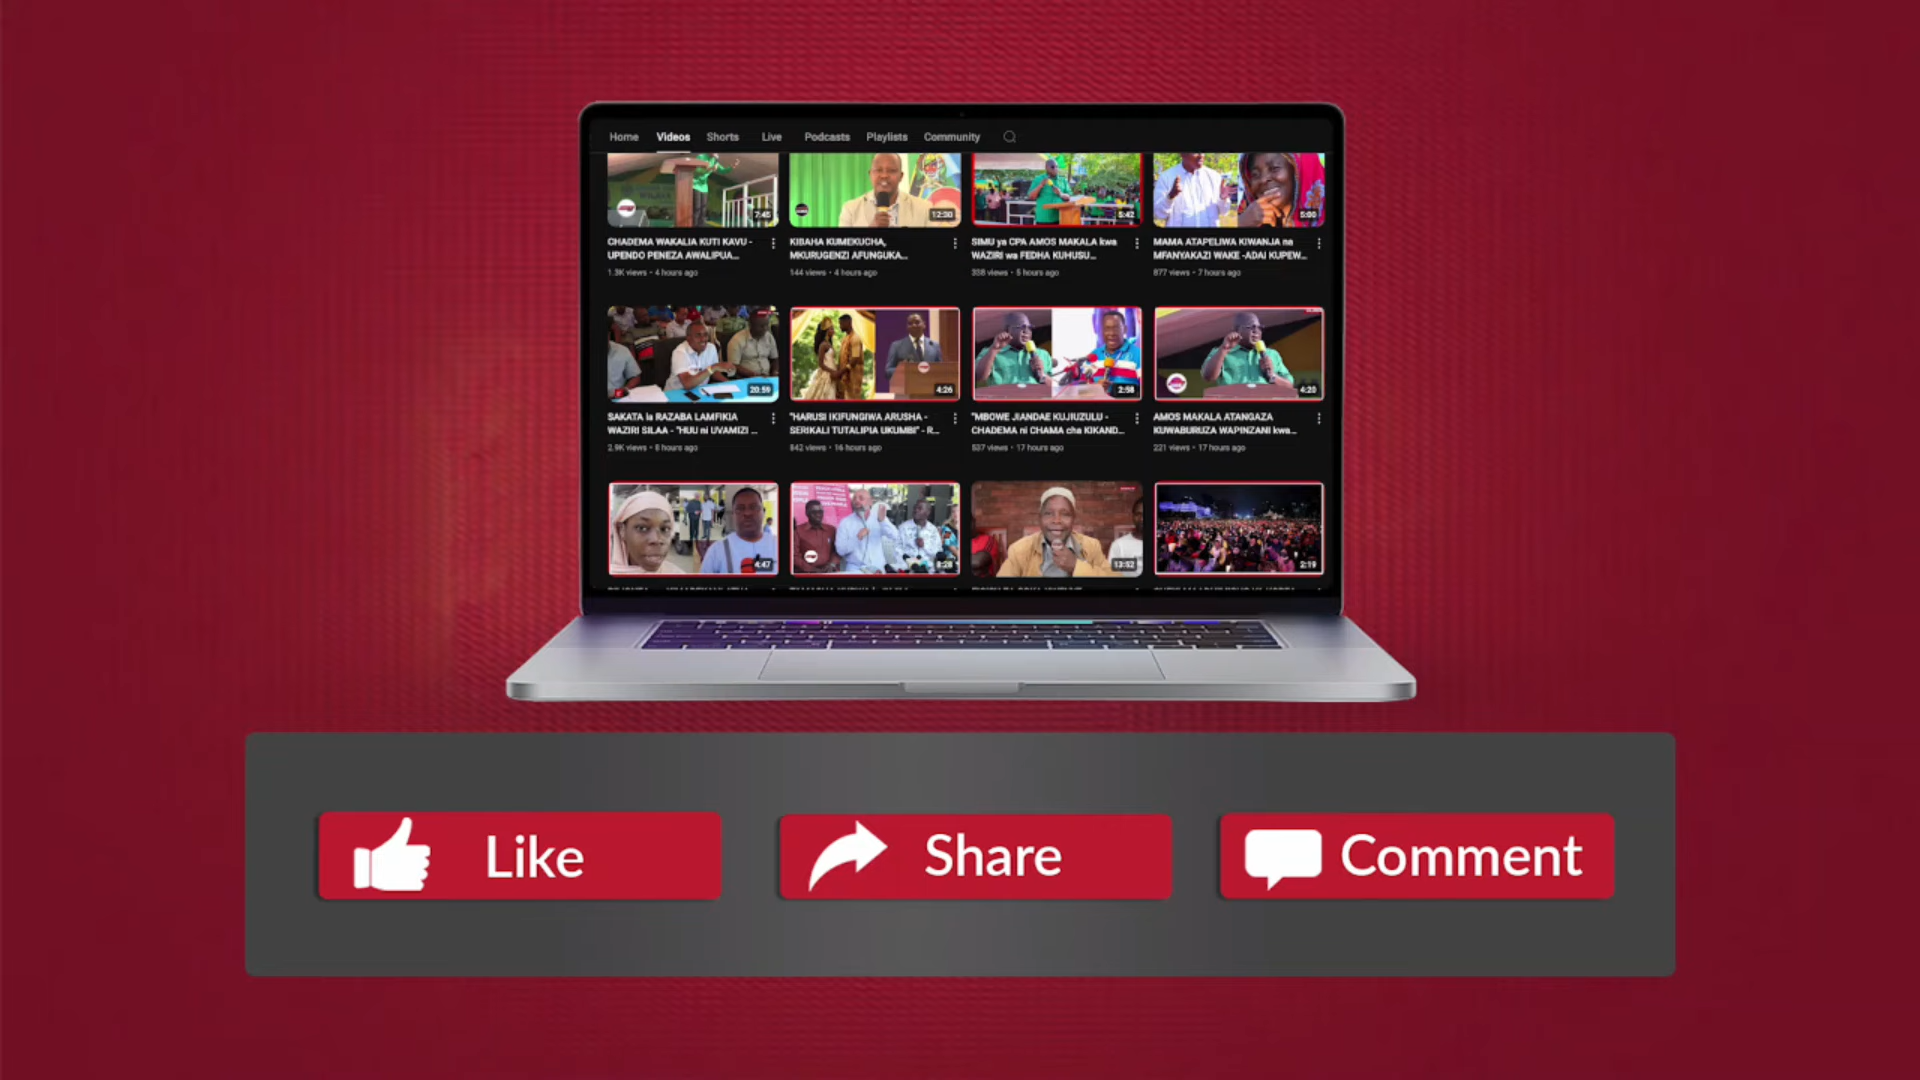 Home Videos Shorts Live Podcasts Playlists Community
7:45 12:30 5:42 5:00
CHADEMA WAKALIA KUTI KAVU -
UPENDO PENEZA AWALIPUA...
1.3K views • 4 hours ago
KIBAHA KUMEKUCHA,
MKURUGENZI AFUNGUKA...
144 views • 4 hours ago
SIMU ya CPA AMOS MAKALA kwa
WAZIRI wa FEDHA KUHUSU...
358 views • 5 hours ago
MAMA ATAPELIWA KIWANJA na
MFANYAKAZI WAKE -ADAI KUPEW...
877 views • 7 hours ago
20:59 4:26 2:58 4:20
SAKATA la RAZABA LAMFIKIA
WAZIRI SILAA - "HUU ni UVAMIZI ...
2.9K views • 8 hours ago
"HARUSI IKIFUNGIWA ARUSHA -
SERIKALI TUTALIPIA UKUMBI" - R...
842 views • 16 hours ago
"MBOWE JIANDAE KUJIUZULU -
CHADEMA ni CHAMA cha KIKAND...
537 views • 17 hours ago
AMOS MAKALA ATANGAZA
KUWABURUZA WAPINZANI kwa...
221 views • 17 hours ago
4:47 8:28 13:52 2:19
Like
Share
Comment